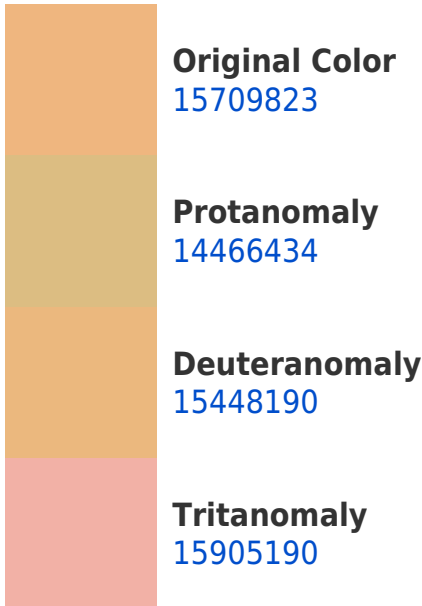 Original Color
15709823
Protanomaly
14466434
Deuteranomaly
15448190
Tritanomaly
15905190